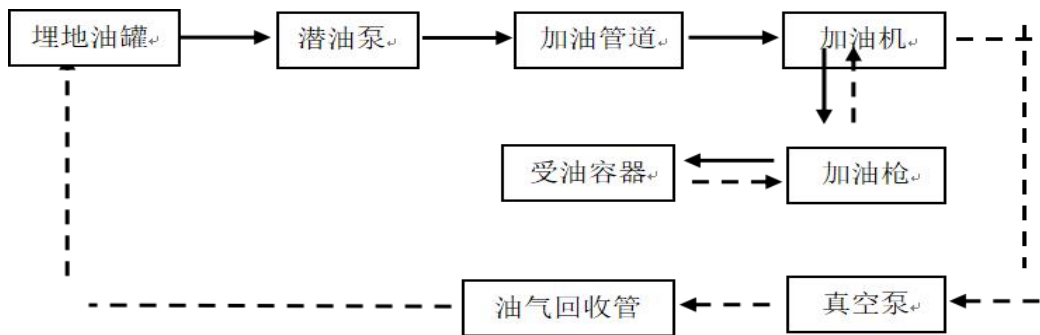 埋地油罐
潜油泵
加油管道
加油机
受油容器
加油枪
油气回收管
真空泵